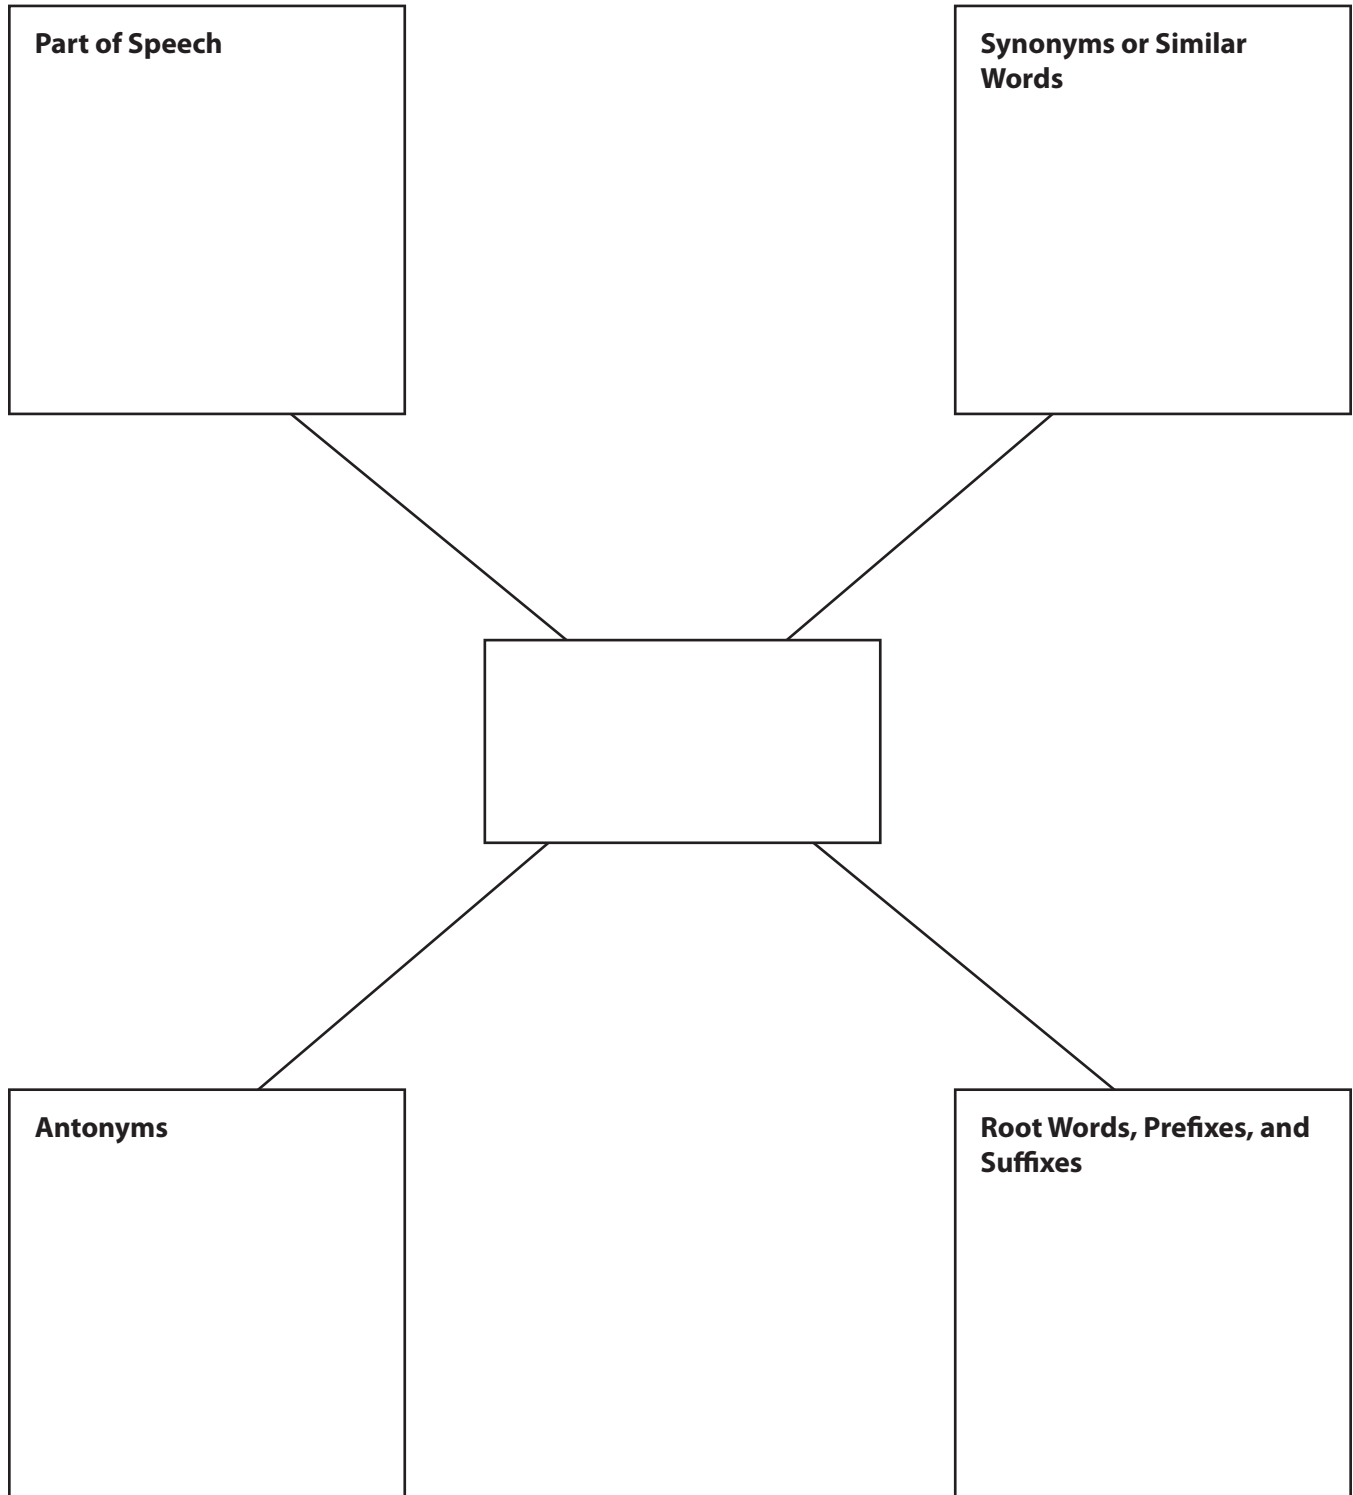 Part of Speech
Synonyms or Similar
Words
Antonyms
Root Words, Prefixes, and
Suffixes